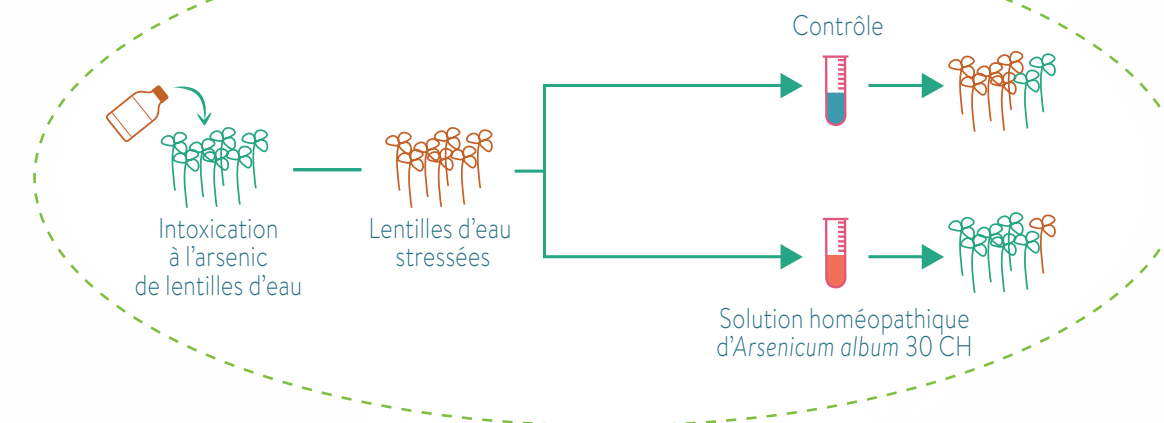 Contrôle
Intoxication
à l'arsenic
de lentilles d'eau
Lentilles d'eau
stressées
Solution homéopathique
d'Arsenicum album 30 CH